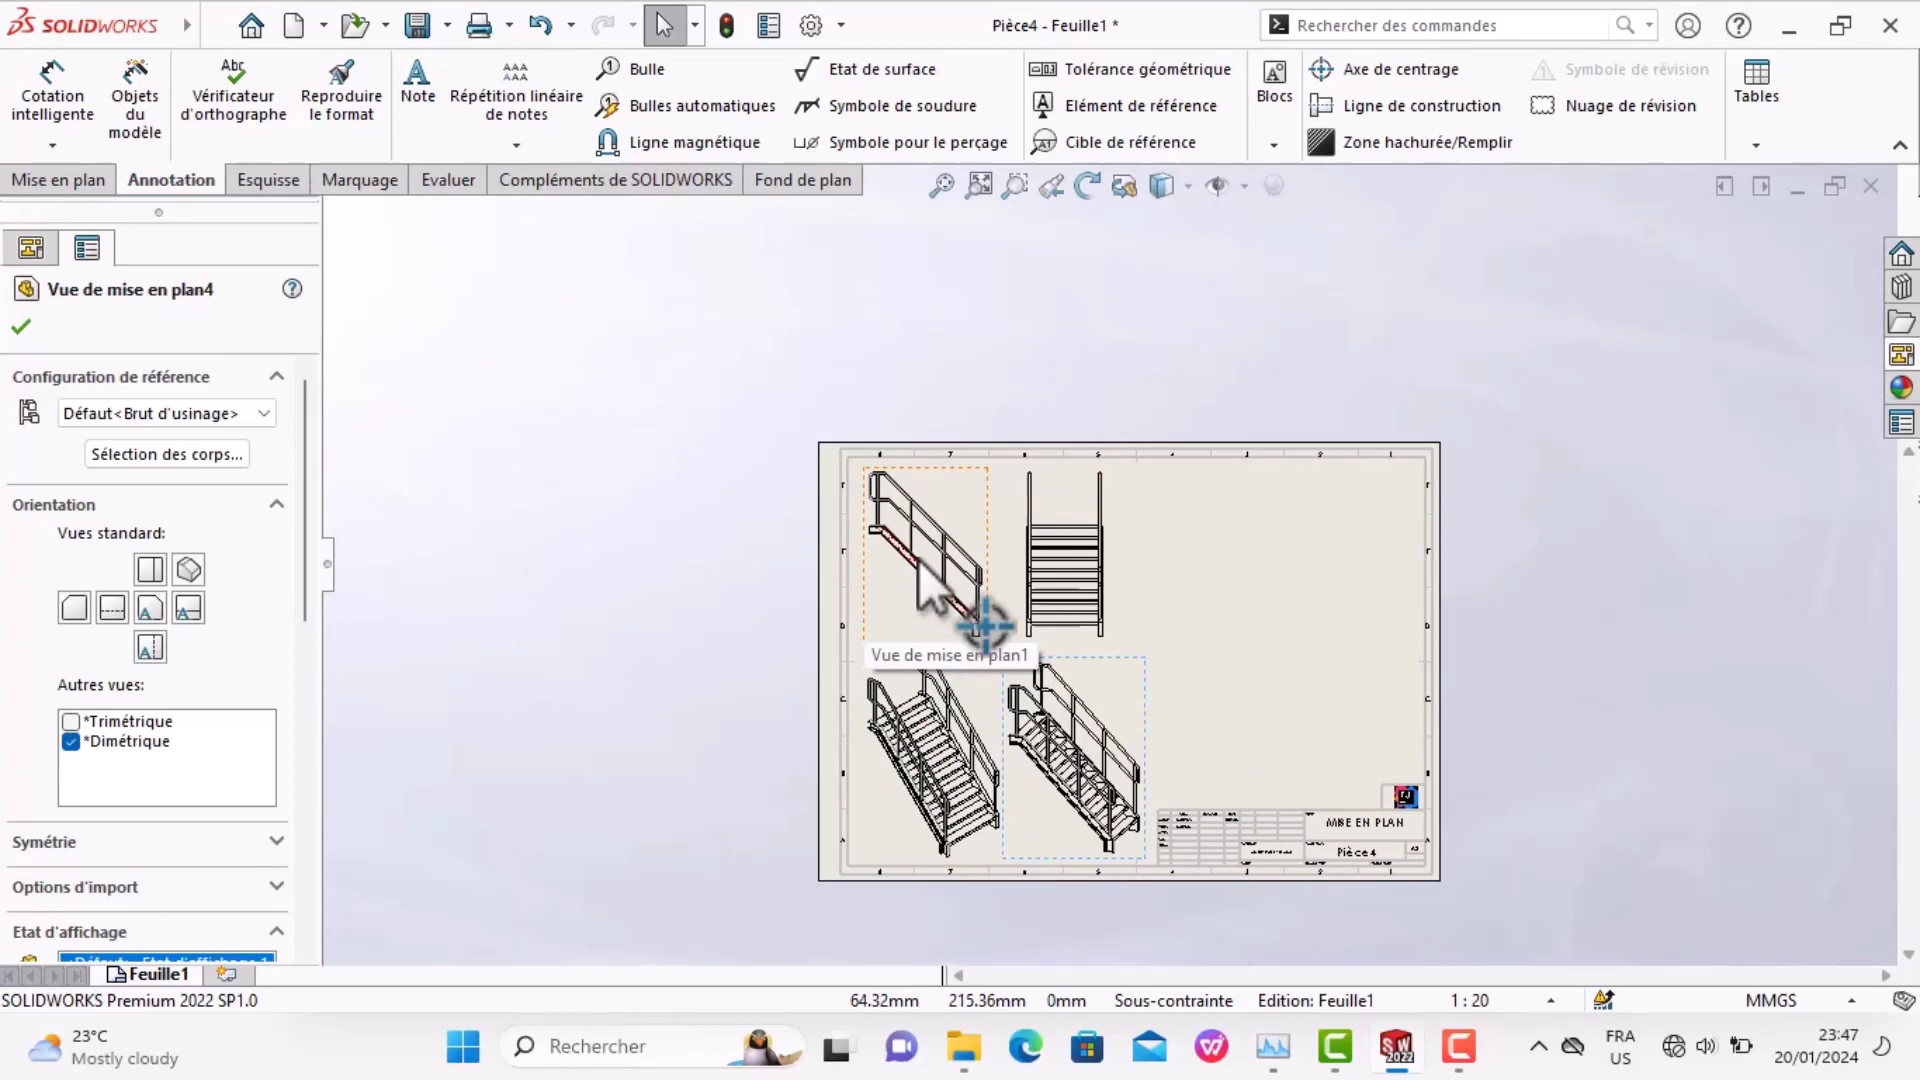 SOLIDWORKS
Pièce4 - Feuille1 *
Rechercher des commandes
Cotation intelligente
Objets du modèle
Abc
Vérificateur d'orthographe
Reproduire le format
Note
Répétition linéaire de notes
Bulle
Bulles automatiques
Ligne magnétique
Etat de surface
Symbole de soudure
Symbole pour le perçage
Tolérance géométrique
Elément de référence
Cible de référence
Blocs
Axe de centrage
Ligne de construction
Zone hachurée/Remplir
Symbole de révision
Nuage de révision
Tables
Mise en plan
Annotation
Esquisse
Marquage
Evaluer
Compléments de SOLIDWORKS
Fond de plan
Vue de mise en plan4
Configuration de référence
Défaut<Brut d'usinage>
Sélection des corps...
Orientation
Vues standard:
Autres vues:
*Trimétrique
*Dimétrique
Symétrie
Options d'import
Etat d'affichage
Vue de mise en plan1
MISE EN PLAN
Pièce4
Feuille1
SOLIDWORKS Premium 2022 SP1.0
64.32mm
215.36mm
0mm
Sous-contrainte
Edition: Feuille1
1 : 20
MMGS
23°C
Mostly cloudy
Rechercher
FRA
US
23:47
20/01/2024